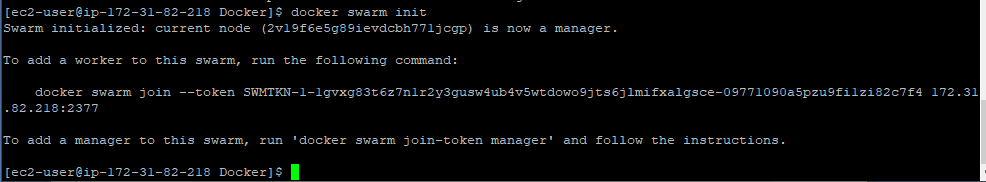 [ec2-user@ip-172-31-82-218 Docker]$ docker swarm init
Swarm initialized: current node (2vl9f6e5g89ievdcbh77ljcgp) is now a manager.
To add a worker to this swarm, run the following command:
docker swarm join --token SWMTKN-1-1gvxg83t6z7n1r2y3gusw4ub4v5wtdowo9jts6jlmifxalgsce-0977l090a5pzu9filzi82c7f4 172.31
.82.218:2377
To add a manager to this swarm, run 'docker swarm join-token manager' and follow the instructions.
[ec2-user@ip-172-31-82-218 Docker]$